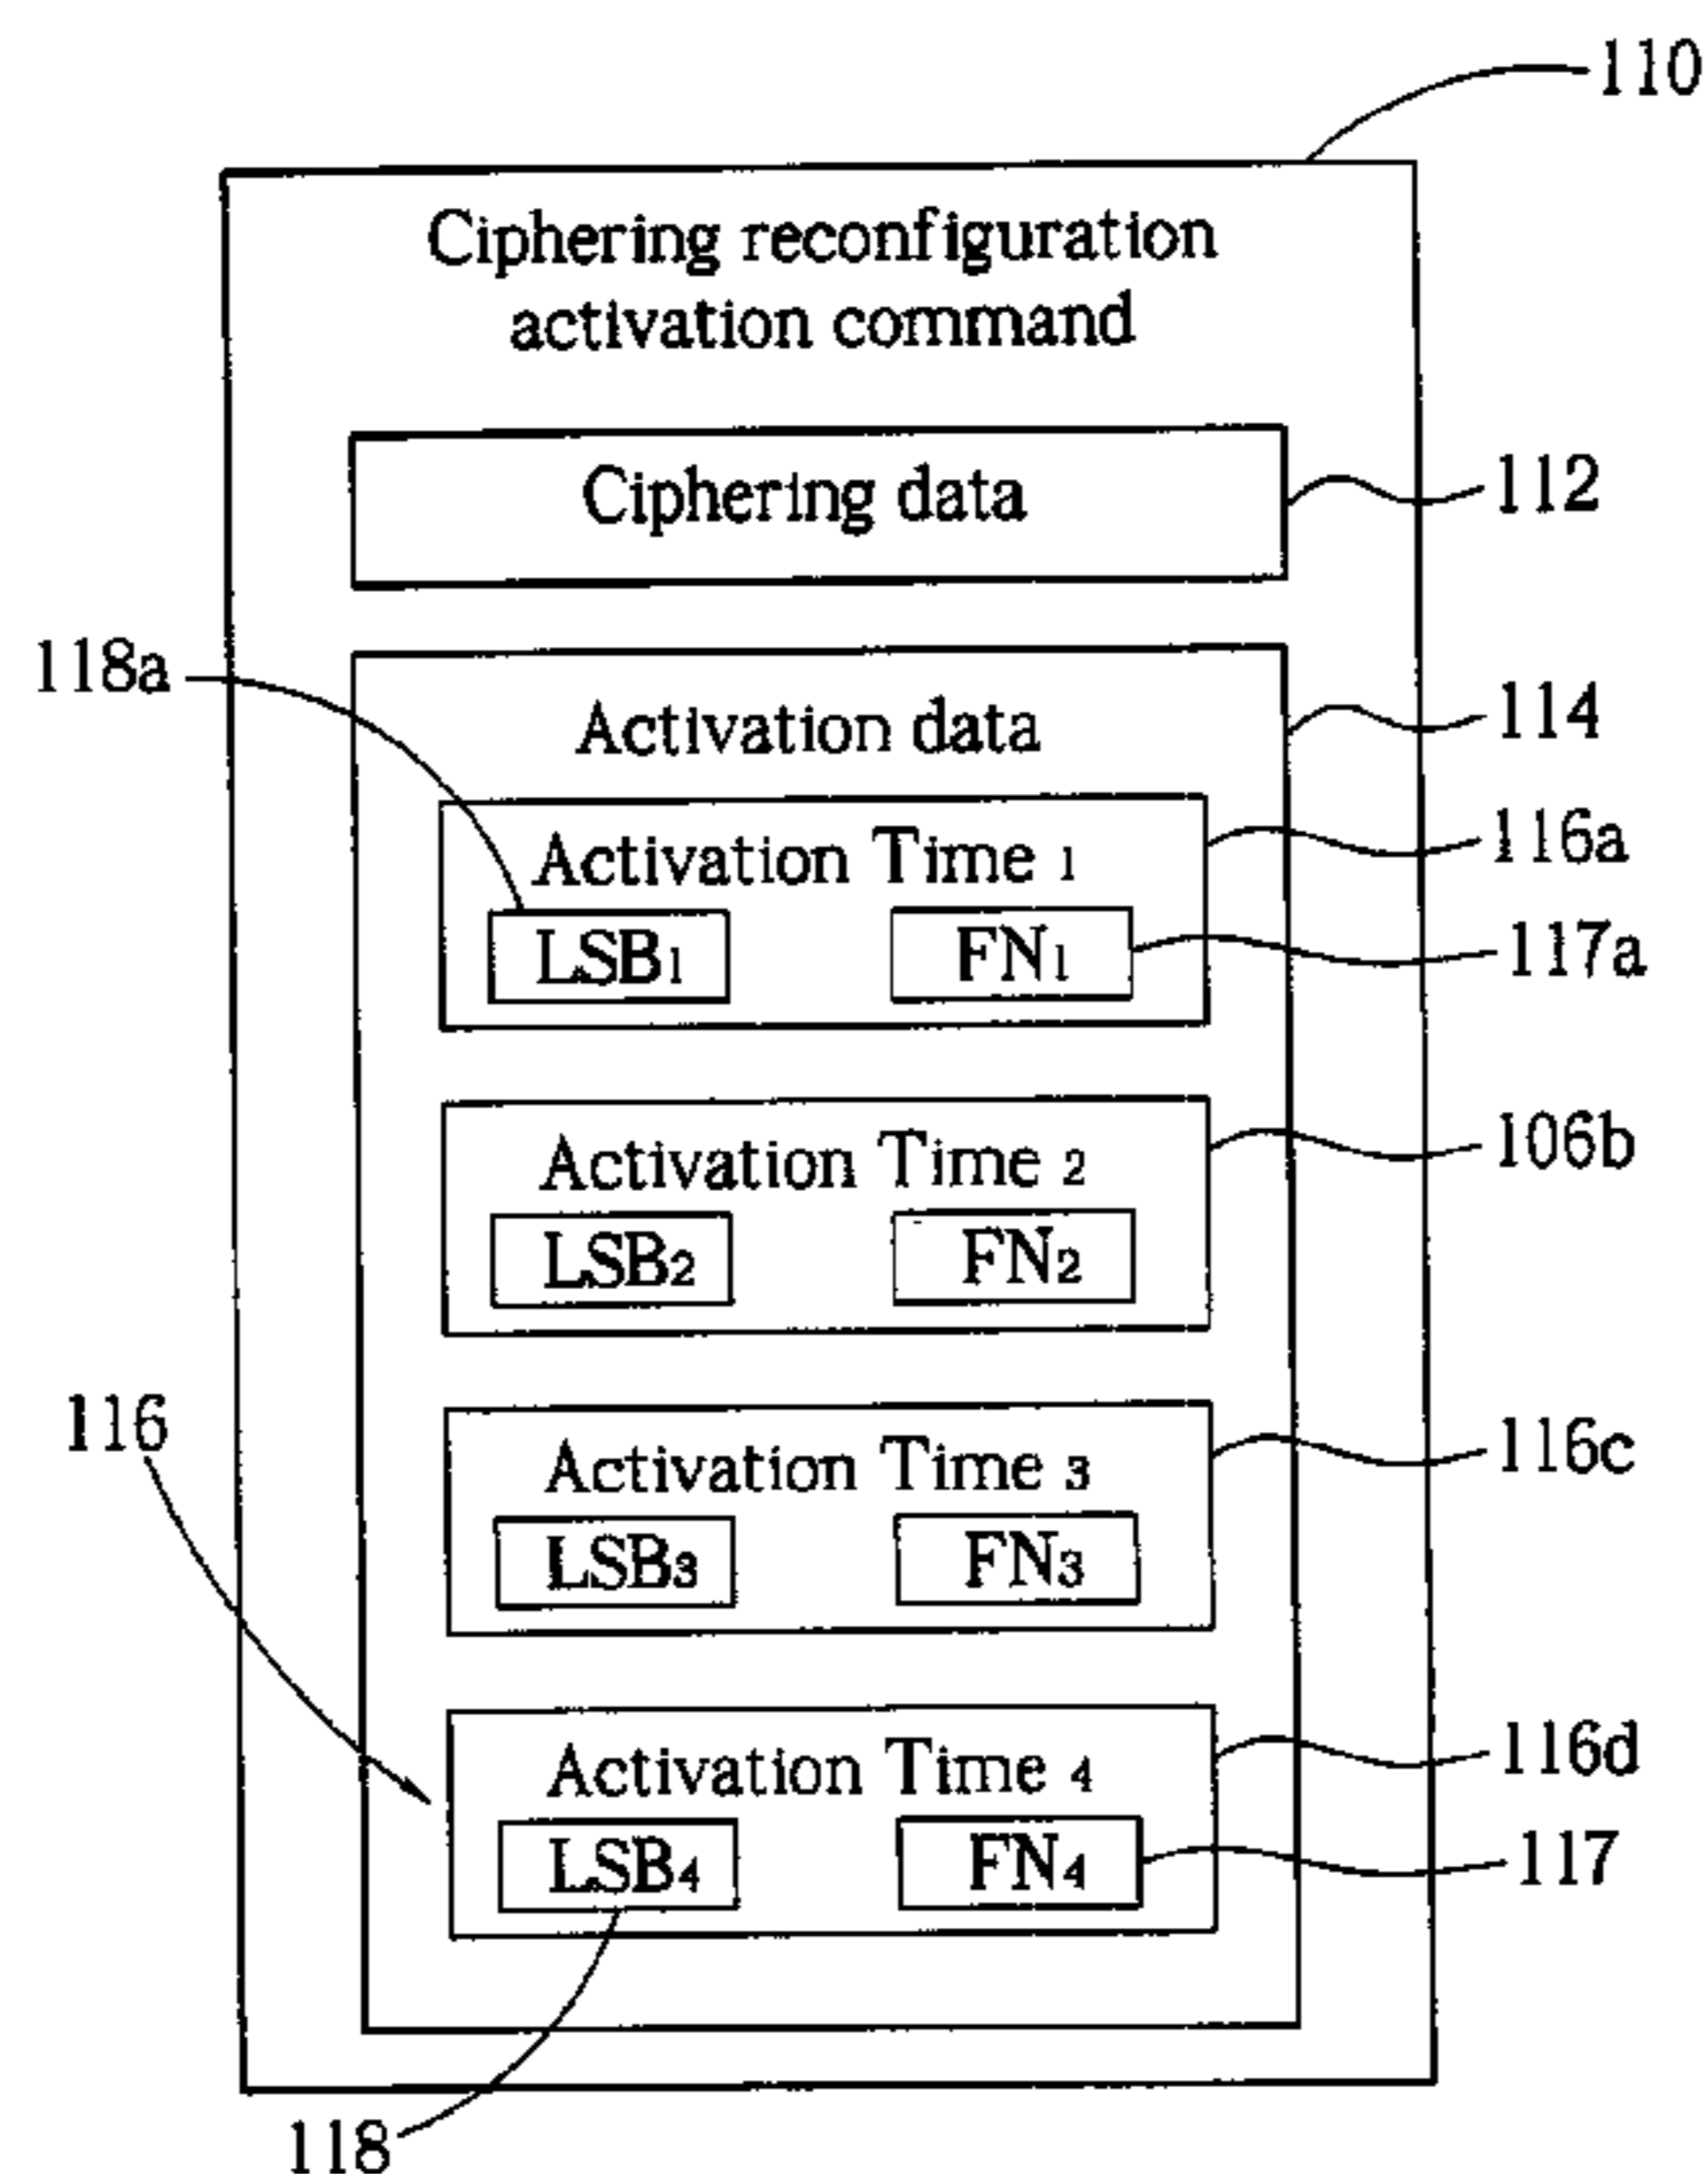 110
Ciphering reconfiguration
activation command
Ciphering data
112
118a
Activation data
114
Activation Time 1
116a
LSB1
FN1
117a
Activation Time 2
106b
LSB2
FN2
116
Activation Time 3
116c
LSB3
FN3
Activation Time 4
116d
LSB4
FN4
117
118